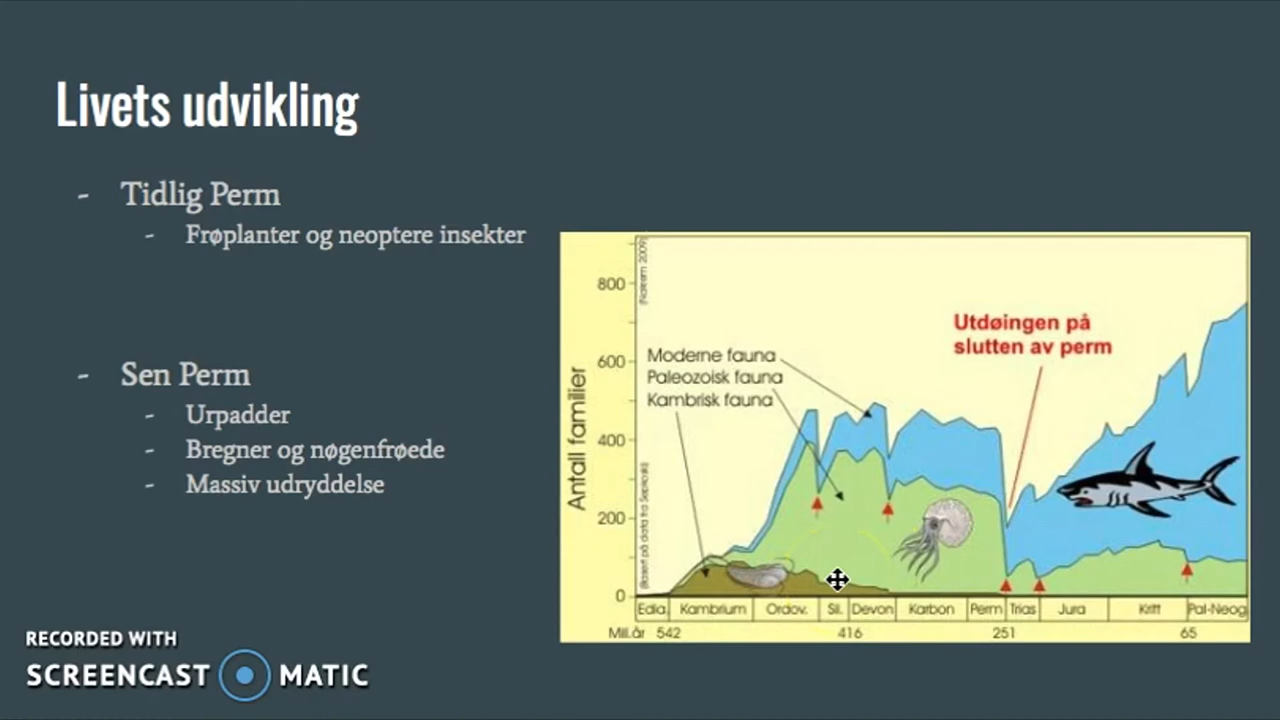 Livets udvikling
- Tidlig Perm
- Frøplanter og neoptere insekter
- Sen Perm
- Urpadder
- Bregner og nøgenfrøede
- Massiv udryddelse
Antall familier
800
600
400
200
0
Utdøingen på
slutten av perm
Moderne fauna
Paleozoisk fauna
Kambrisk fauna
Edia. Kambrium Ordov. Sil. Devon Karbon Perm Trias Jura Kritt Pal-Neog
Mill.år 542 416 251 65
RECORDED WITH
SCREENCAST MATIC